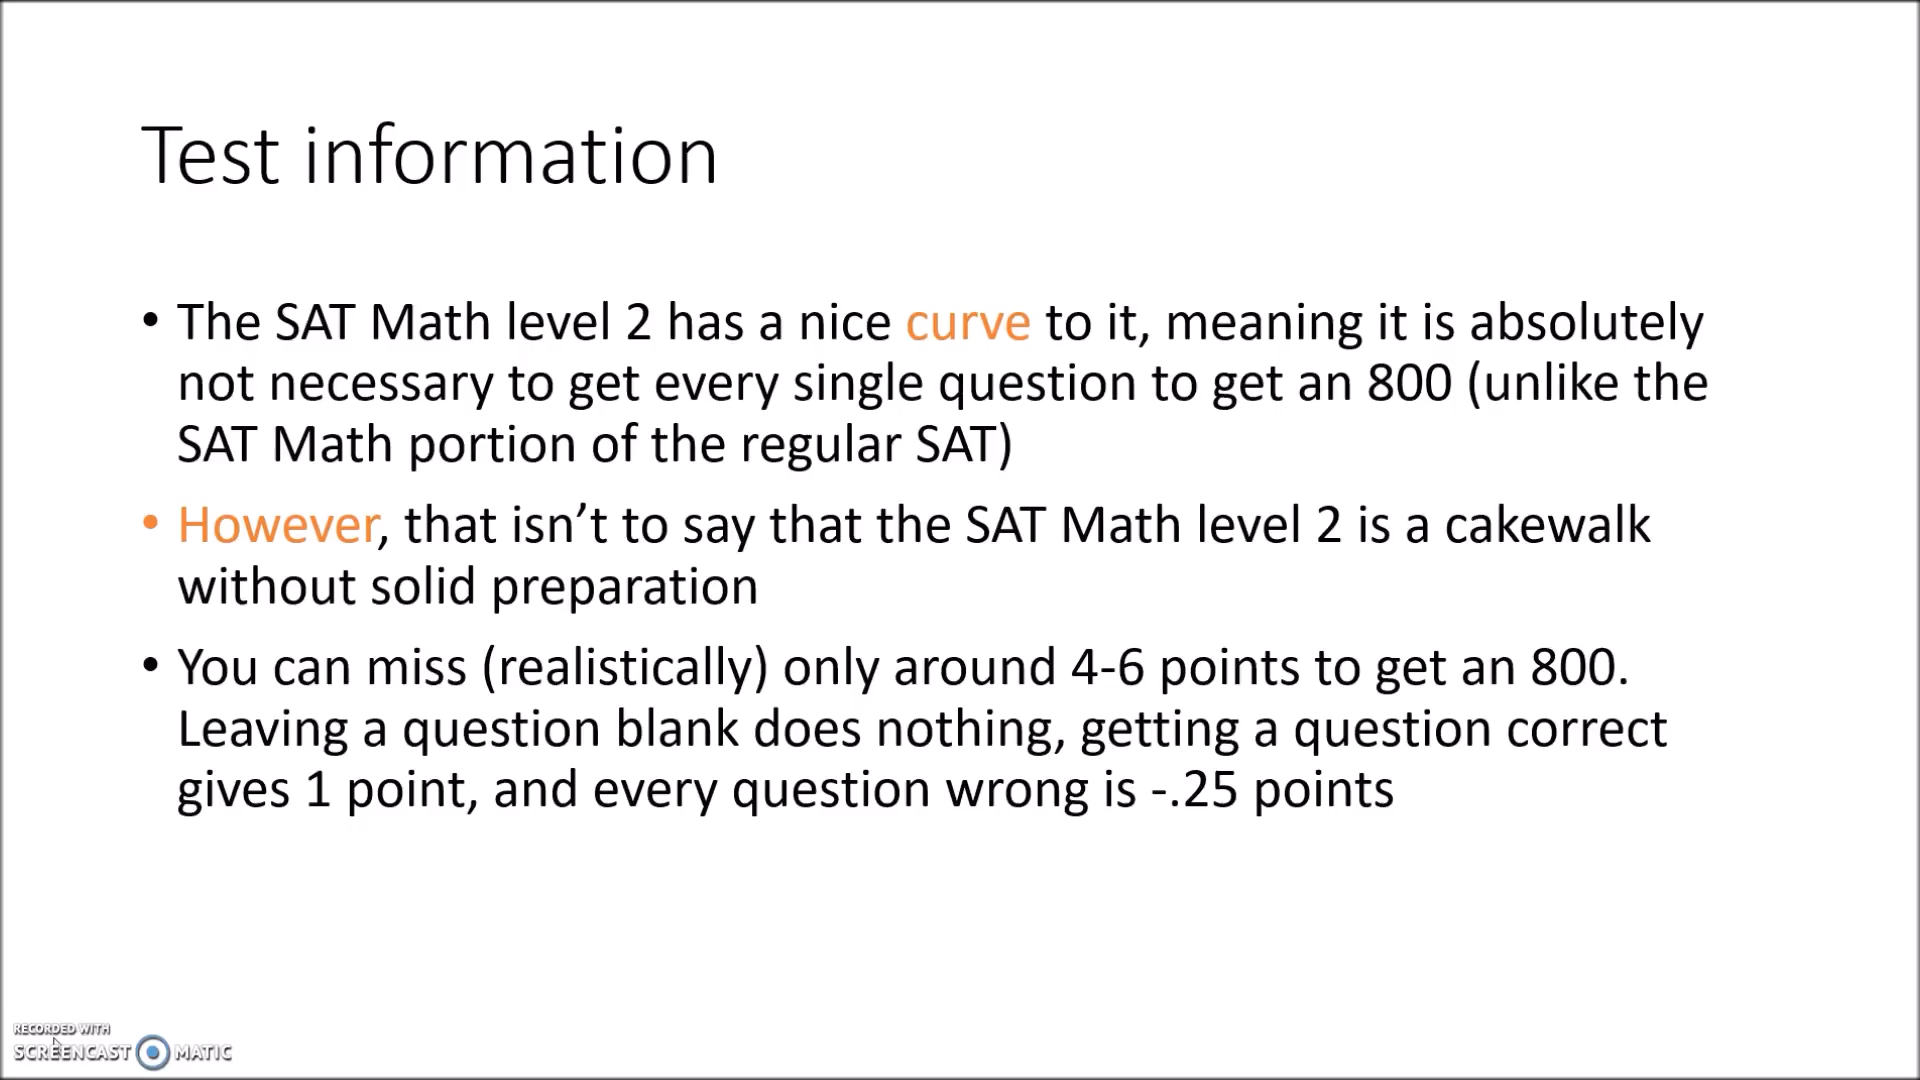 Test information
• The SAT Math level 2 has a nice curve to it, meaning it is absolutely
not necessary to get every single question to get an 800 (unlike the
SAT Math portion of the regular SAT)
• However, that isn’t to say that the SAT Math level 2 is a cakewalk
without solid preparation
• You can miss (realistically) only around 4-6 points to get an 800.
Leaving a question blank does nothing, getting a question correct
gives 1 point, and every question wrong is -.25 points
RECORDED WITH
SCREENCAST MATIC